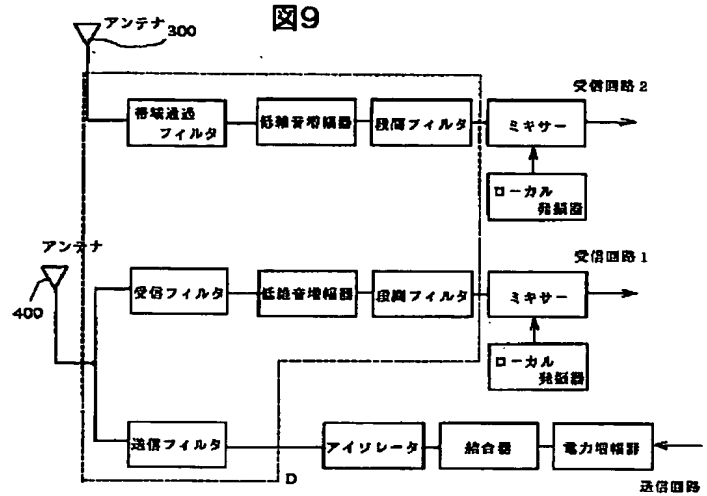 図9
アンテナ
300
受信回路2
帯域通過
フィルタ
低雑音増幅器
段間フィルタ
ミキサー
ローカル
発振器
アンテナ
400
受信回路1
受信フィルタ
低雑音増幅器
段間フィルタ
ミキサー
ローカル
発振器
送信フィルタ
アイソレータ
結合器
電力増幅器
D
送信回路